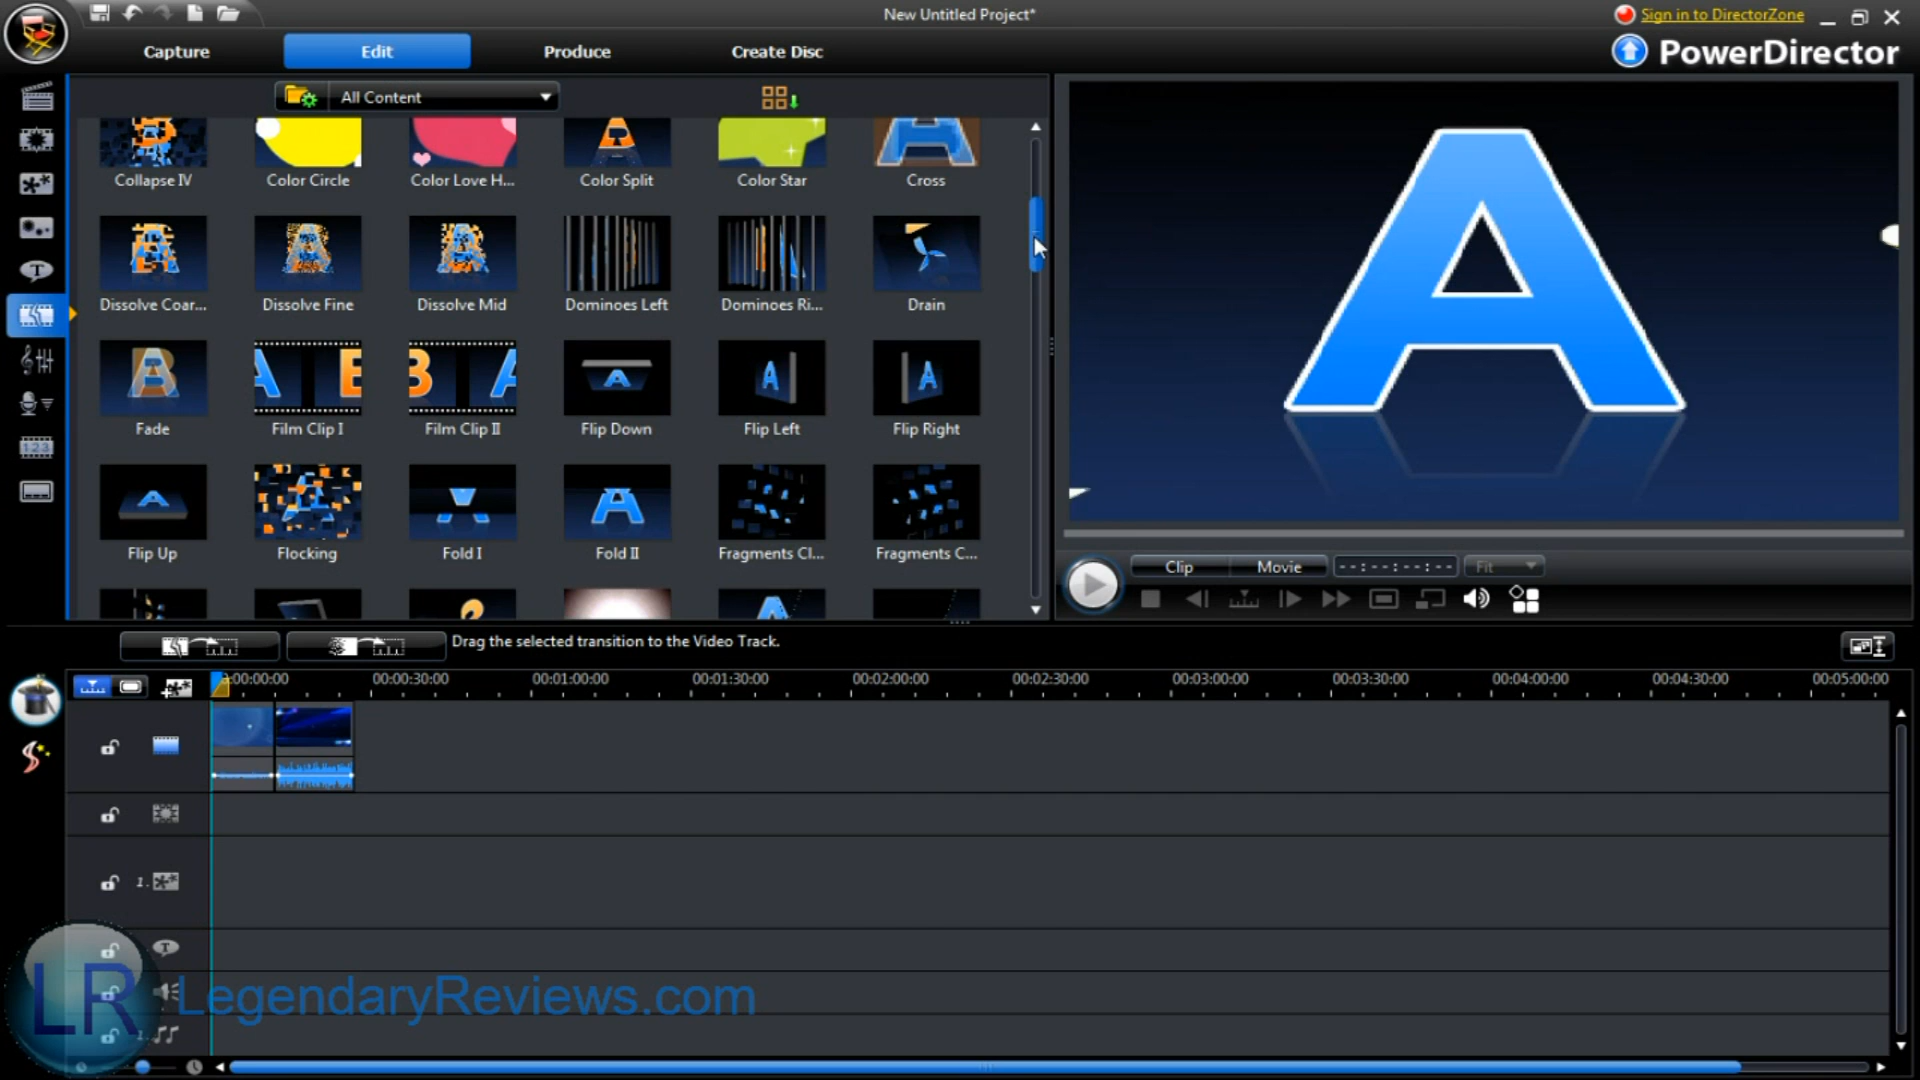 New Untitled Project*
Sign in to DirectorZone
Capture
Edit
Produce
Create Disc
PowerDirector
All Content
Collapse IV
Color Circle
Color Love H...
Color Split
Color Star
Cross
Dissolve Coar...
Dissolve Fine
Dissolve Mid
Dominoes Left
Dominoes Ri...
Drain
Fade
Film Clip I
Film Clip II
Flip Down
Flip Left
Flip Right
Flip Up
Flocking
Fold I
Fold II
Fragments Cl...
Fragments C...
A
Clip
Movie
--:--:--:--
Fit
Drag the selected transition to the Video Track.
0:00:00:00
00:00:30:00
00:01:00:00
00:01:30:00
00:02:00:00
00:02:30:00
00:03:00:00
00:03:30:00
00:04:00:00
00:04:30:00
00:05:00:00
1.
LR
LegendaryReviews.com
1.